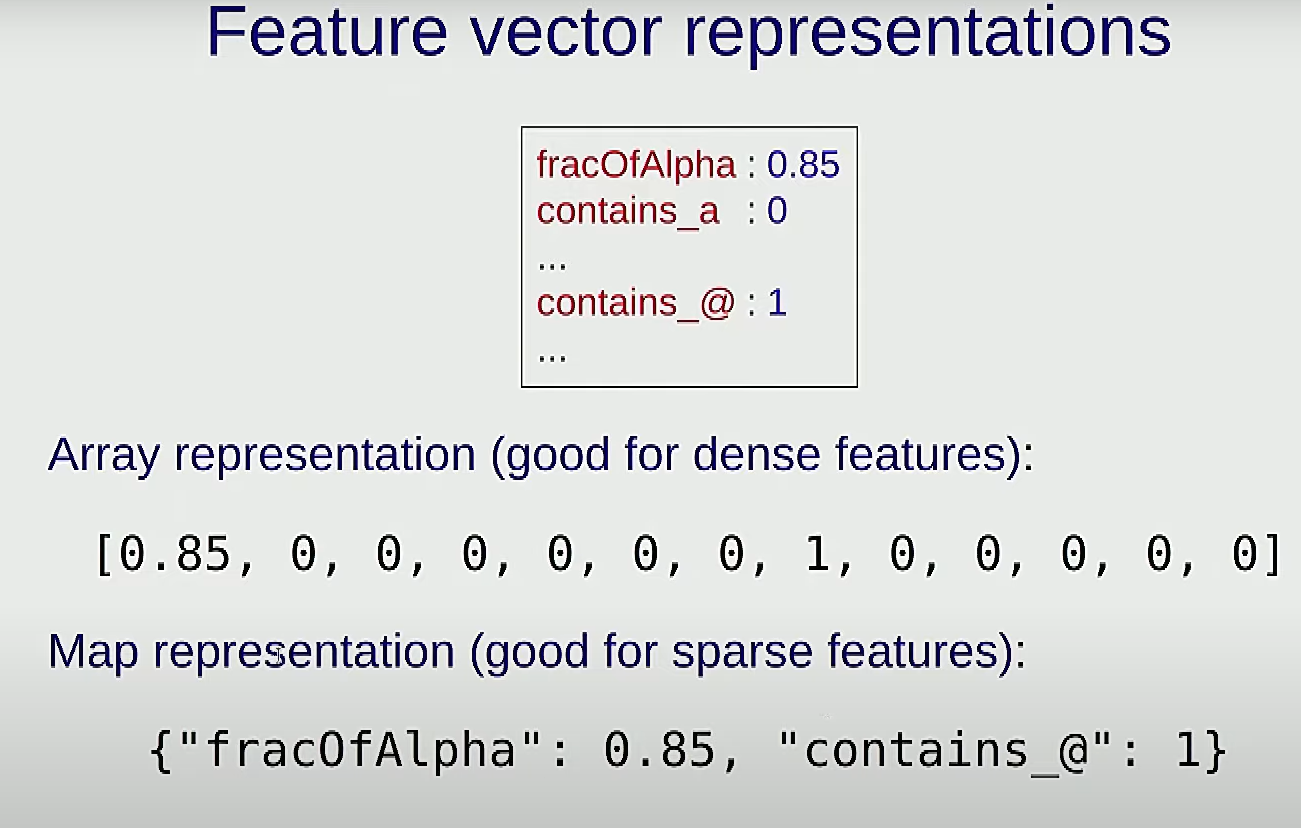 Feature vector representations
fracOfAlpha : 0.85
contains_a : 0
...
contains_@ : 1
...
Array representation (good for dense features):
[0.85, 0, 0, 0, 0, 0, 0, 1, 0, 0, 0, 0, 0]
Map representation (good for sparse features):
{"fracOfAlpha": 0.85, "contains_@": 1}